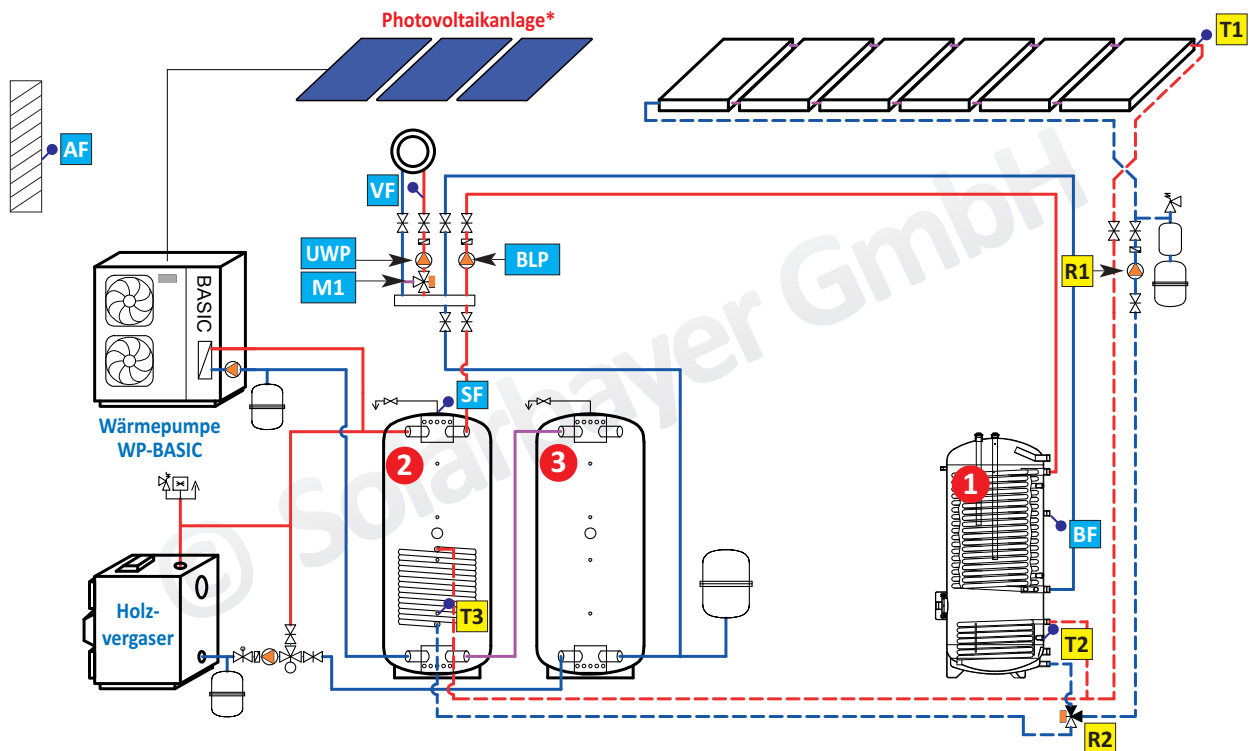 Photovoltaikanlage*
T1
AF
VF
UWP
BLP
M1
R1
BASIC
SF
Wärmepumpe
WP-BASIC
2
3
1
BF
Holz-
vergaser
T3
T2
R2
© Solarbayer GmbH